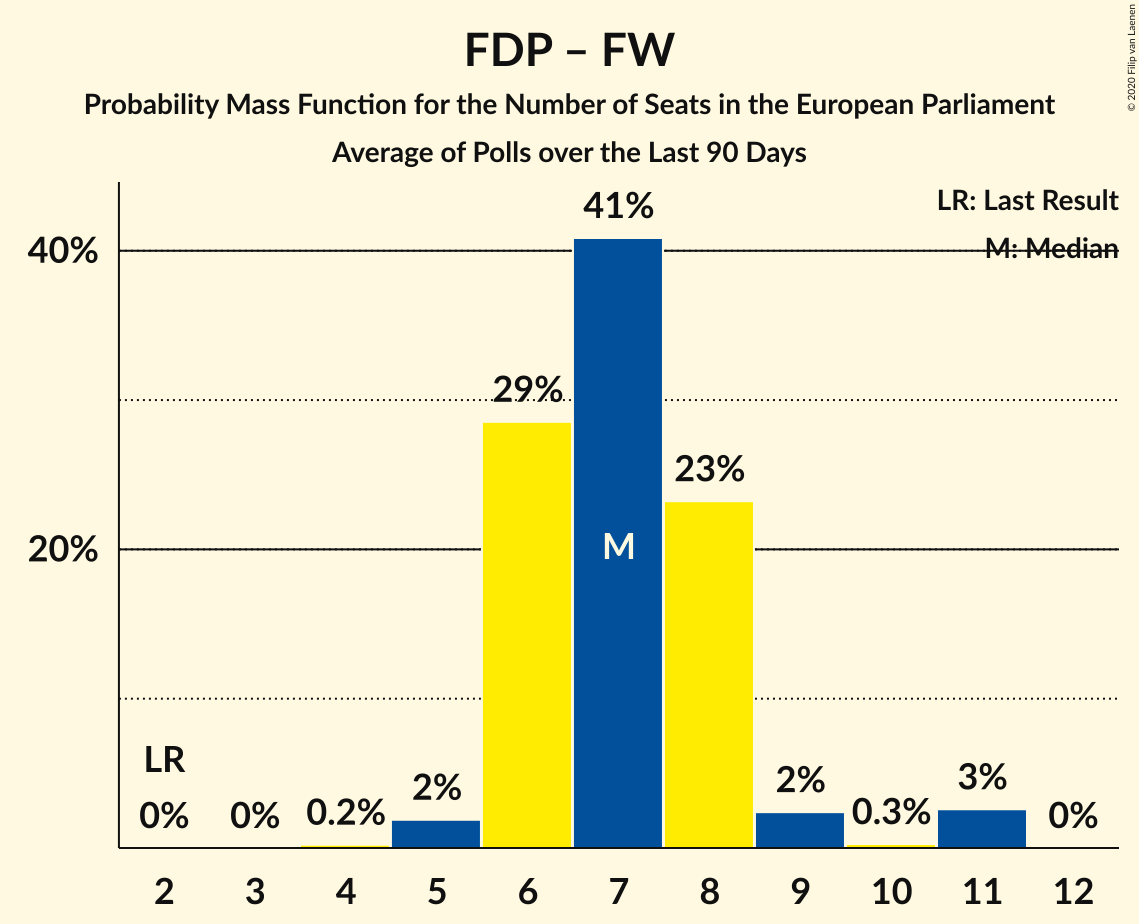 FDP – FW
Probability Mass Function for the Number of Seats in the European Parliament
Average of Polls over the Last 90 Days
© 2020 Filip van Laenen
LR: Last Result
M: Median
40%
20%
41%
29%
23%
M
LR
0%
0%
0.2%
2%
2%
0.3%
3%
0%
2 3 4 5 6 7 8 9 10 11 12